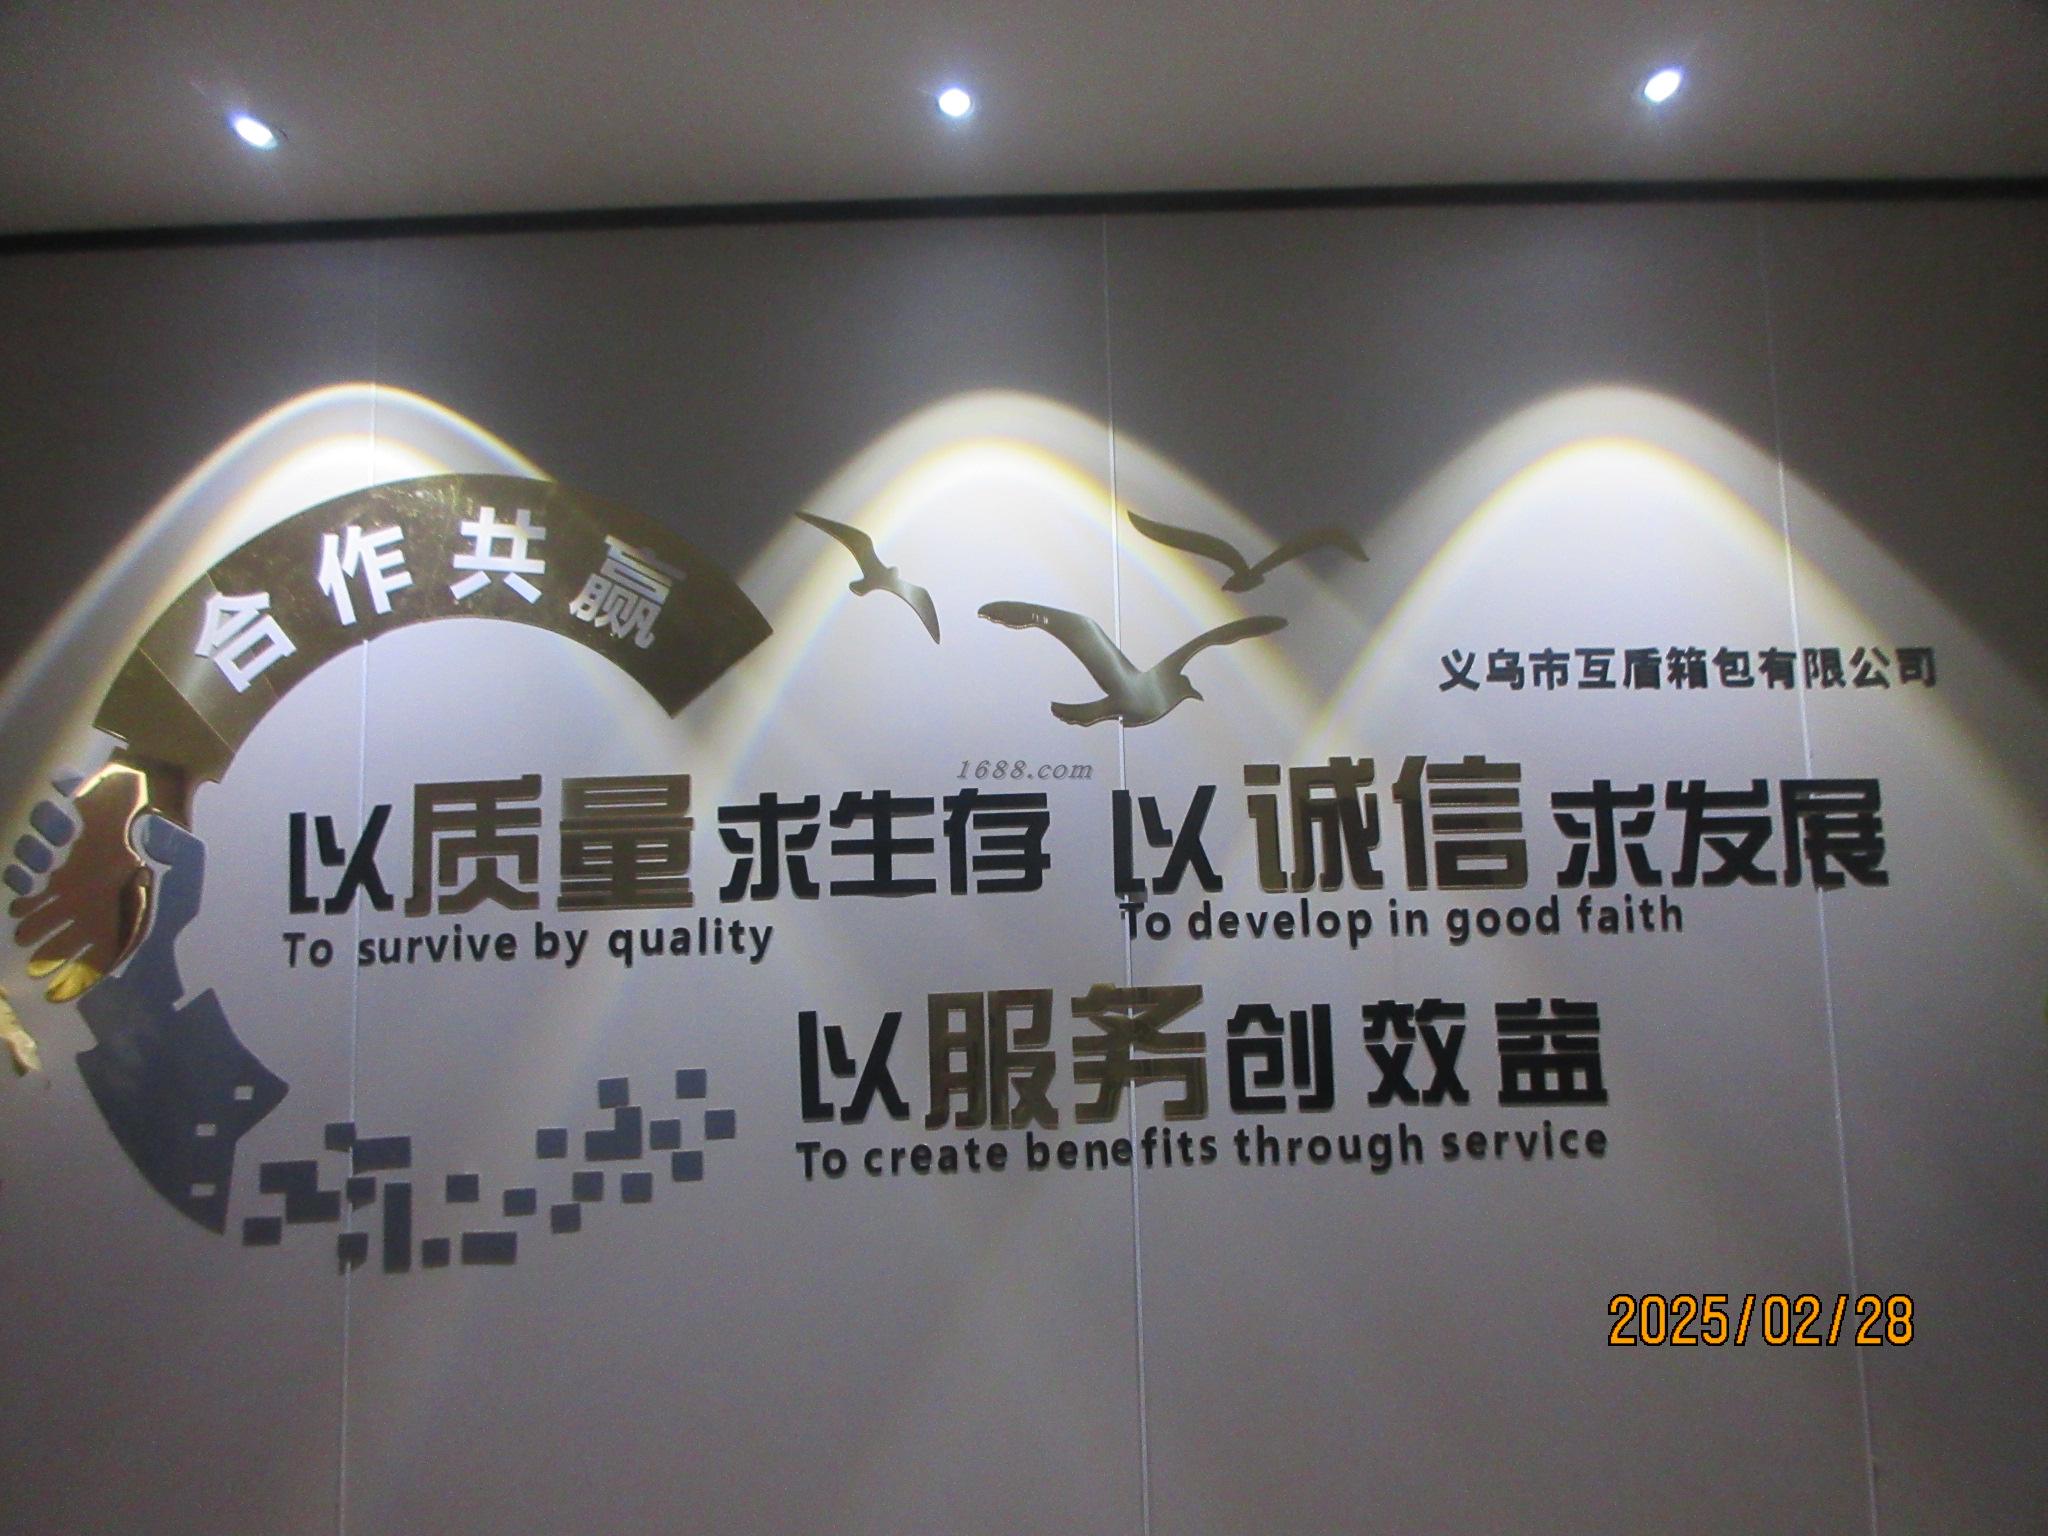 合作共赢
义乌市互盾箱包有限公司
1688.com
以质量求生存 以诚信求发展
To survive by quality To develop in good faith
以服务创效益
To create benefits through service
2025/02/28